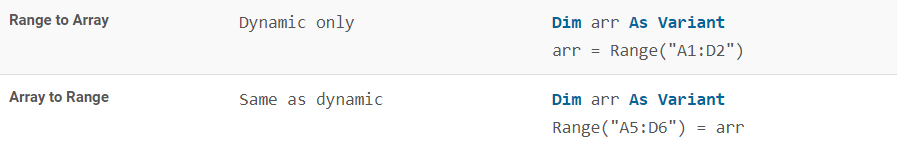 Range to Array Dynamic only Dim arr As Variant
arr = Range("A1:D2")
Array to Range Same as dynamic Dim arr As Variant
Range("A5:D6") = arr